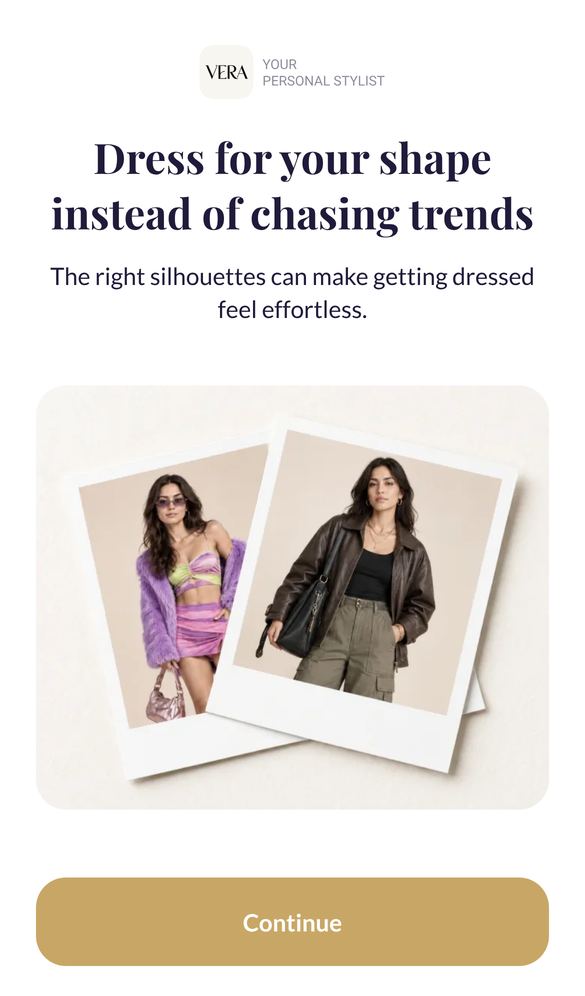 VERA
YOUR
PERSONAL STYLIST
Dress for your shape
instead of chasing trends
The right silhouettes can make getting dressed
feel effortless.
Continue